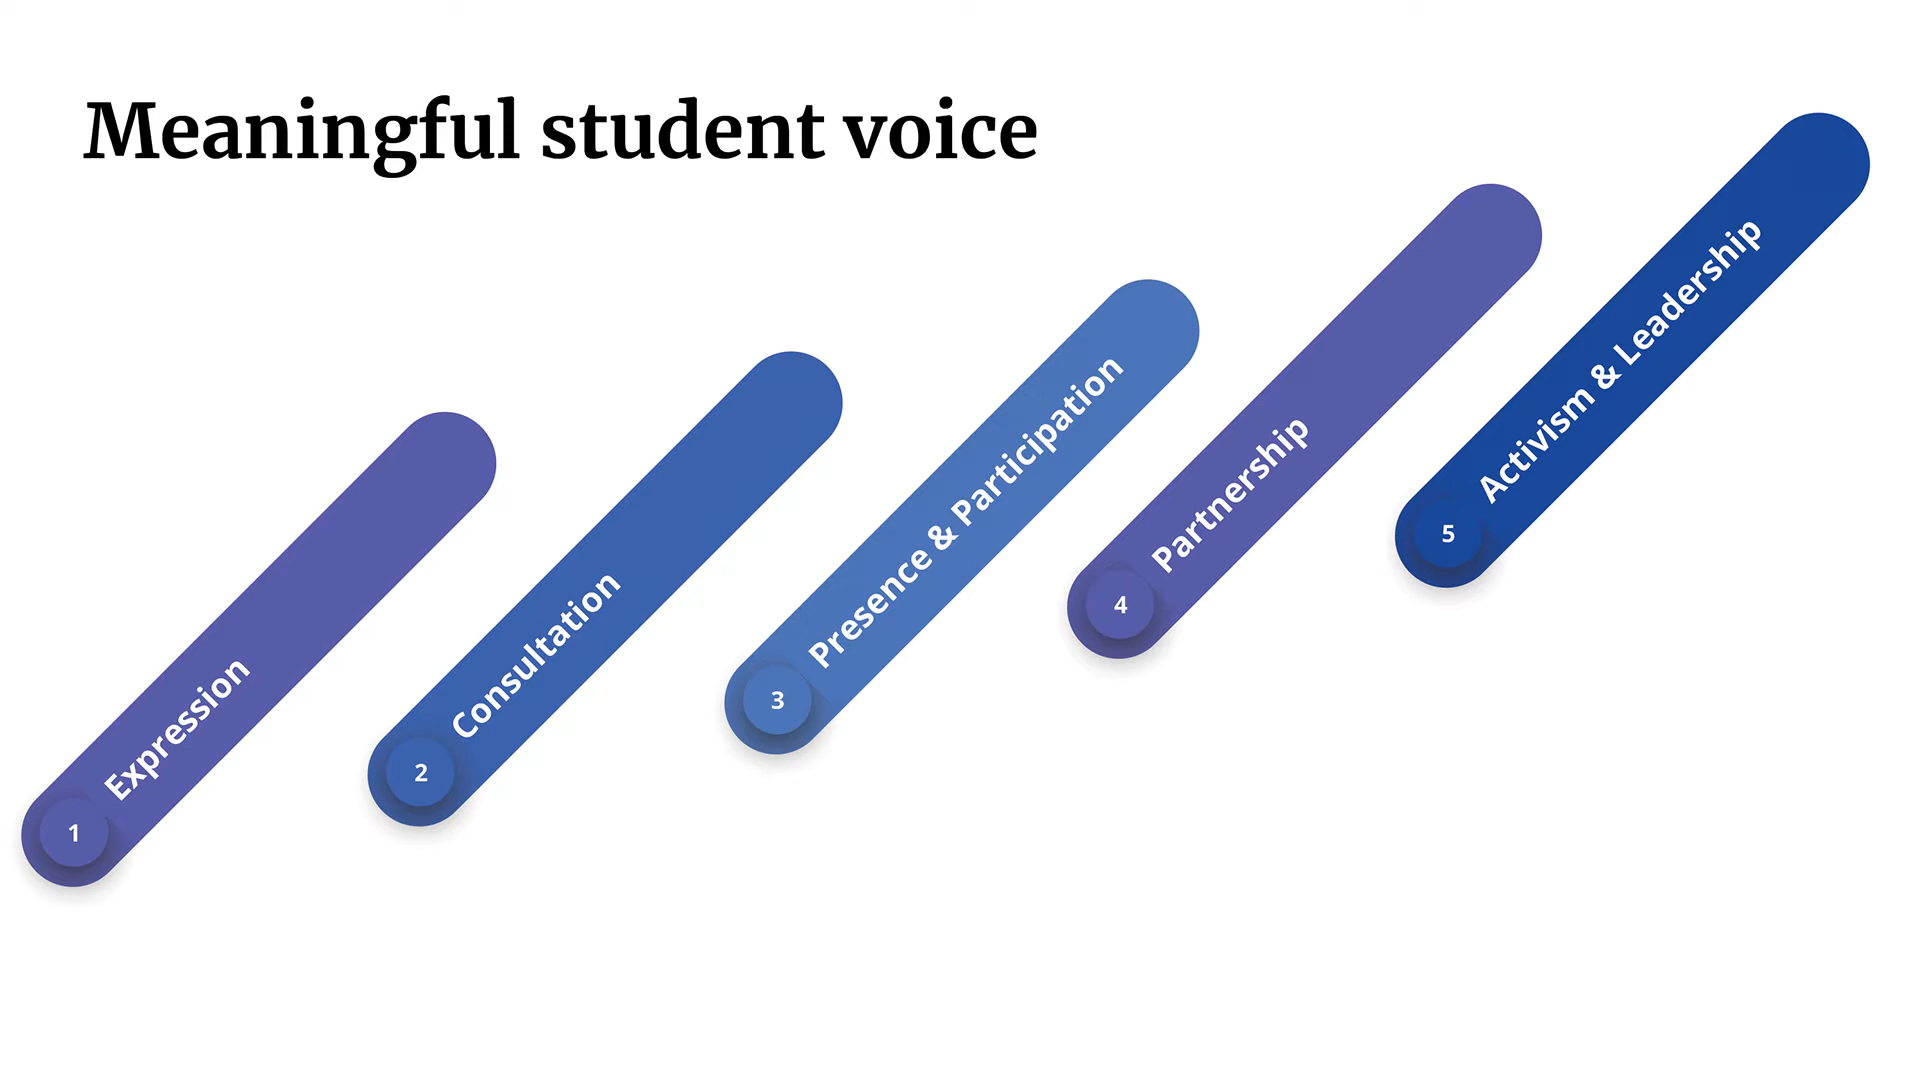 Meaningful student voice
1
Expression
2
Consultation
3
Presence & Participation
4
Partnership
5
Activism & Leadership